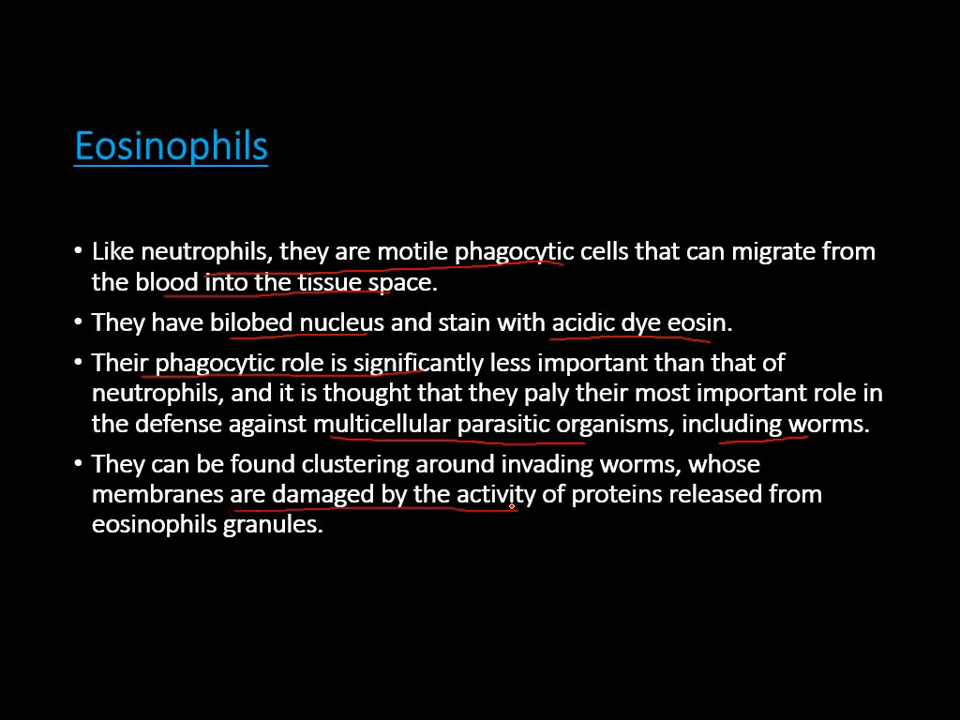 Eosinophils
• Like neutrophils, they are motile phagocytic cells that can migrate from
the blood into the tissue space.
• They have bilobed nucleus and stain with acidic dye eosin.
• Their phagocytic role is significantly less important than that of
neutrophils, and it is thought that they paly their most important role in
the defense against multicellular parasitic organisms, including worms.
• They can be found clustering around invading worms, whose
membranes are damaged by the activity of proteins released from
eosinophils granules.